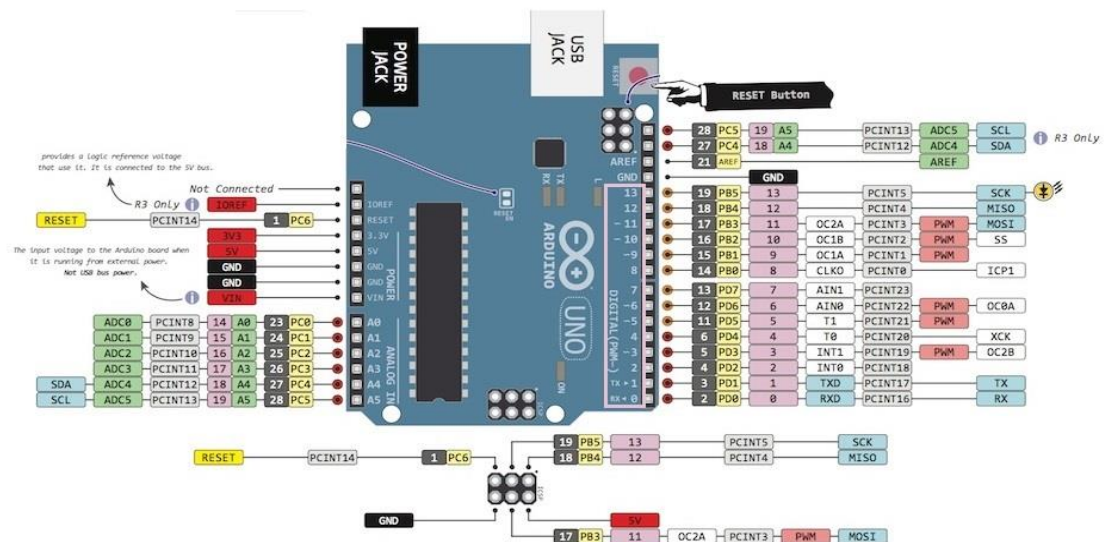 POWER JACK
USB JACK
RESET
RESET Button
28 PC5 19 A5 PCINT13 ADC5 SCL
R3 Only
27 PC4 18 A4 PCINT12 ADC4 SDA
AREF 21 AREF AREF
GND GND
13 19 PB5 13 PCINT5 SCK
12 18 PB4 12 PCINT4 MISO
~11 17 PB3 11 OC2A PCINT3 PWM MOSI
~10 16 PB2 10 OC1B PCINT2 PWM SS
~9 15 PB1 9 OC1A PCINT1 PWM
8 14 PB0 8 CLKO PCINT0 ICP1
7 13 PD7 7 AIN1 PCINT23
~6 12 PD6 6 AIN0 PCINT22 PWM OC0A
~5 11 PD5 5 T1 PCINT21 PWM
4 6 PD4 4 T0 PCINT20 XCK
~3 5 PD3 3 INT1 PCINT19 PWM OC2B
2 4 PD2 2 INT0 PCINT18
TX ▸ 1 3 PD1 1 TXD PCINT17 TX
RX ◂ 0 2 PD0 0 RXD PCINT16 RX
DIGITAL (PWM~)
RX
TX
L
RESET EN
ARDUINO
UNO
ON
ICSP
provides a logic reference voltage
that use it. It is connected to the 5V bus.
Not Connected
R3 Only IOREF IOREF
RESET PCINT14 1 PC6 RESET
3V3 3.3V
5V 5V
GND GND
GND GND
VIN VIN
POWER
The input voltage to the Arduino board when
it is running from external power.
Not USB bus power.
ADC0 PCINT8 14 A0 23 PC0 A0
ADC1 PCINT9 15 A1 24 PC1 A1
ADC2 PCINT10 16 A2 25 PC2 A2
ADC3 PCINT11 17 A3 26 PC3 A3
SDA ADC4 PCINT12 18 A4 27 PC4 A4
SCL ADC5 PCINT13 19 A5 28 PC5 A5
ANALOG IN
19 PB5 13 PCINT5 SCK
RESET PCINT14 1 PC6
18 PB4 12 PCINT4 MISO
ICSP
GND
5V
17 PB3 11 OC2A PCINT3 PWM MOSI